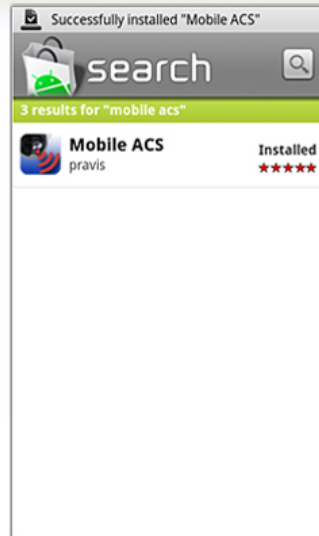 Successfully installed "Mobile ACS"
search
3 results for "mobile acs"
Mobile ACS
Installed
pravis